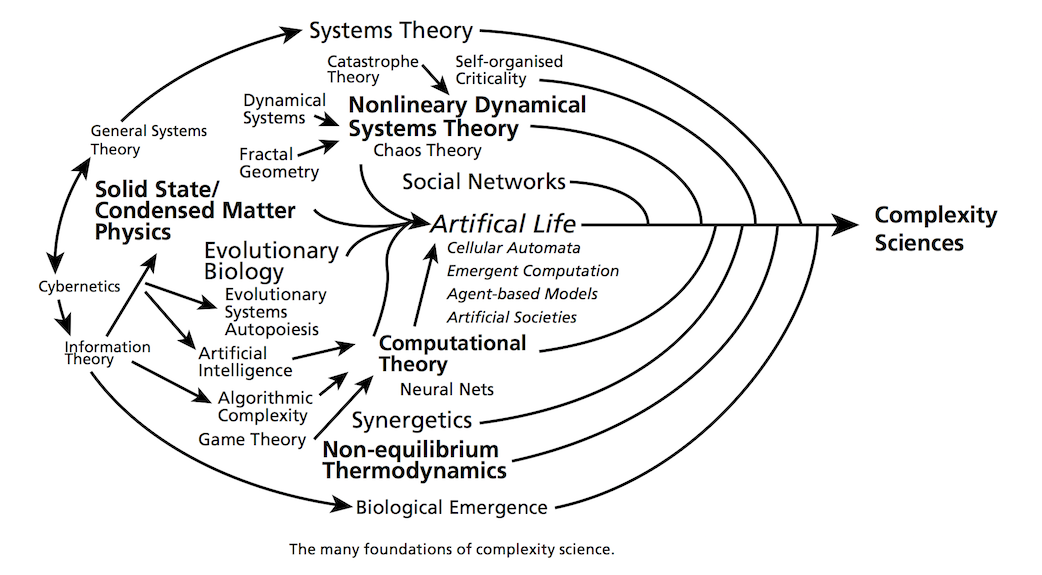 Systems Theory
Catastrophe
Theory
Self-organised
Criticality
Dynamical
Systems
Nonlineary Dynamical
Systems Theory
Chaos Theory
General Systems
Theory
Fractal
Geometry
Social Networks
Solid State/
Condensed Matter
Physics
Artifical Life
Complexity
Sciences
Evolutionary
Biology
Cellular Automata
Emergent Computation
Agent-based Models
Artificial Societies
Cybernetics
Evolutionary
Systems
Autopoiesis
Information
Theory
Artificial
Intelligence
Computational
Theory
Neural Nets
Algorithmic
Complexity
Game Theory
Synergetics
Non-equilibrium
Thermodynamics
Biological Emergence
The many foundations of complexity science.